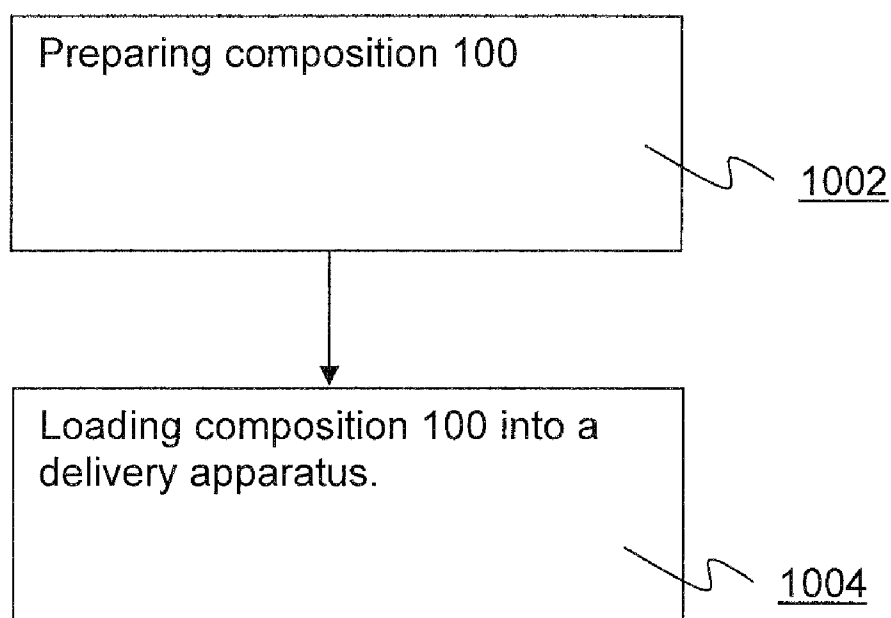 Preparing composition 100
1002
Loading composition 100 into a
delivery apparatus.
1004